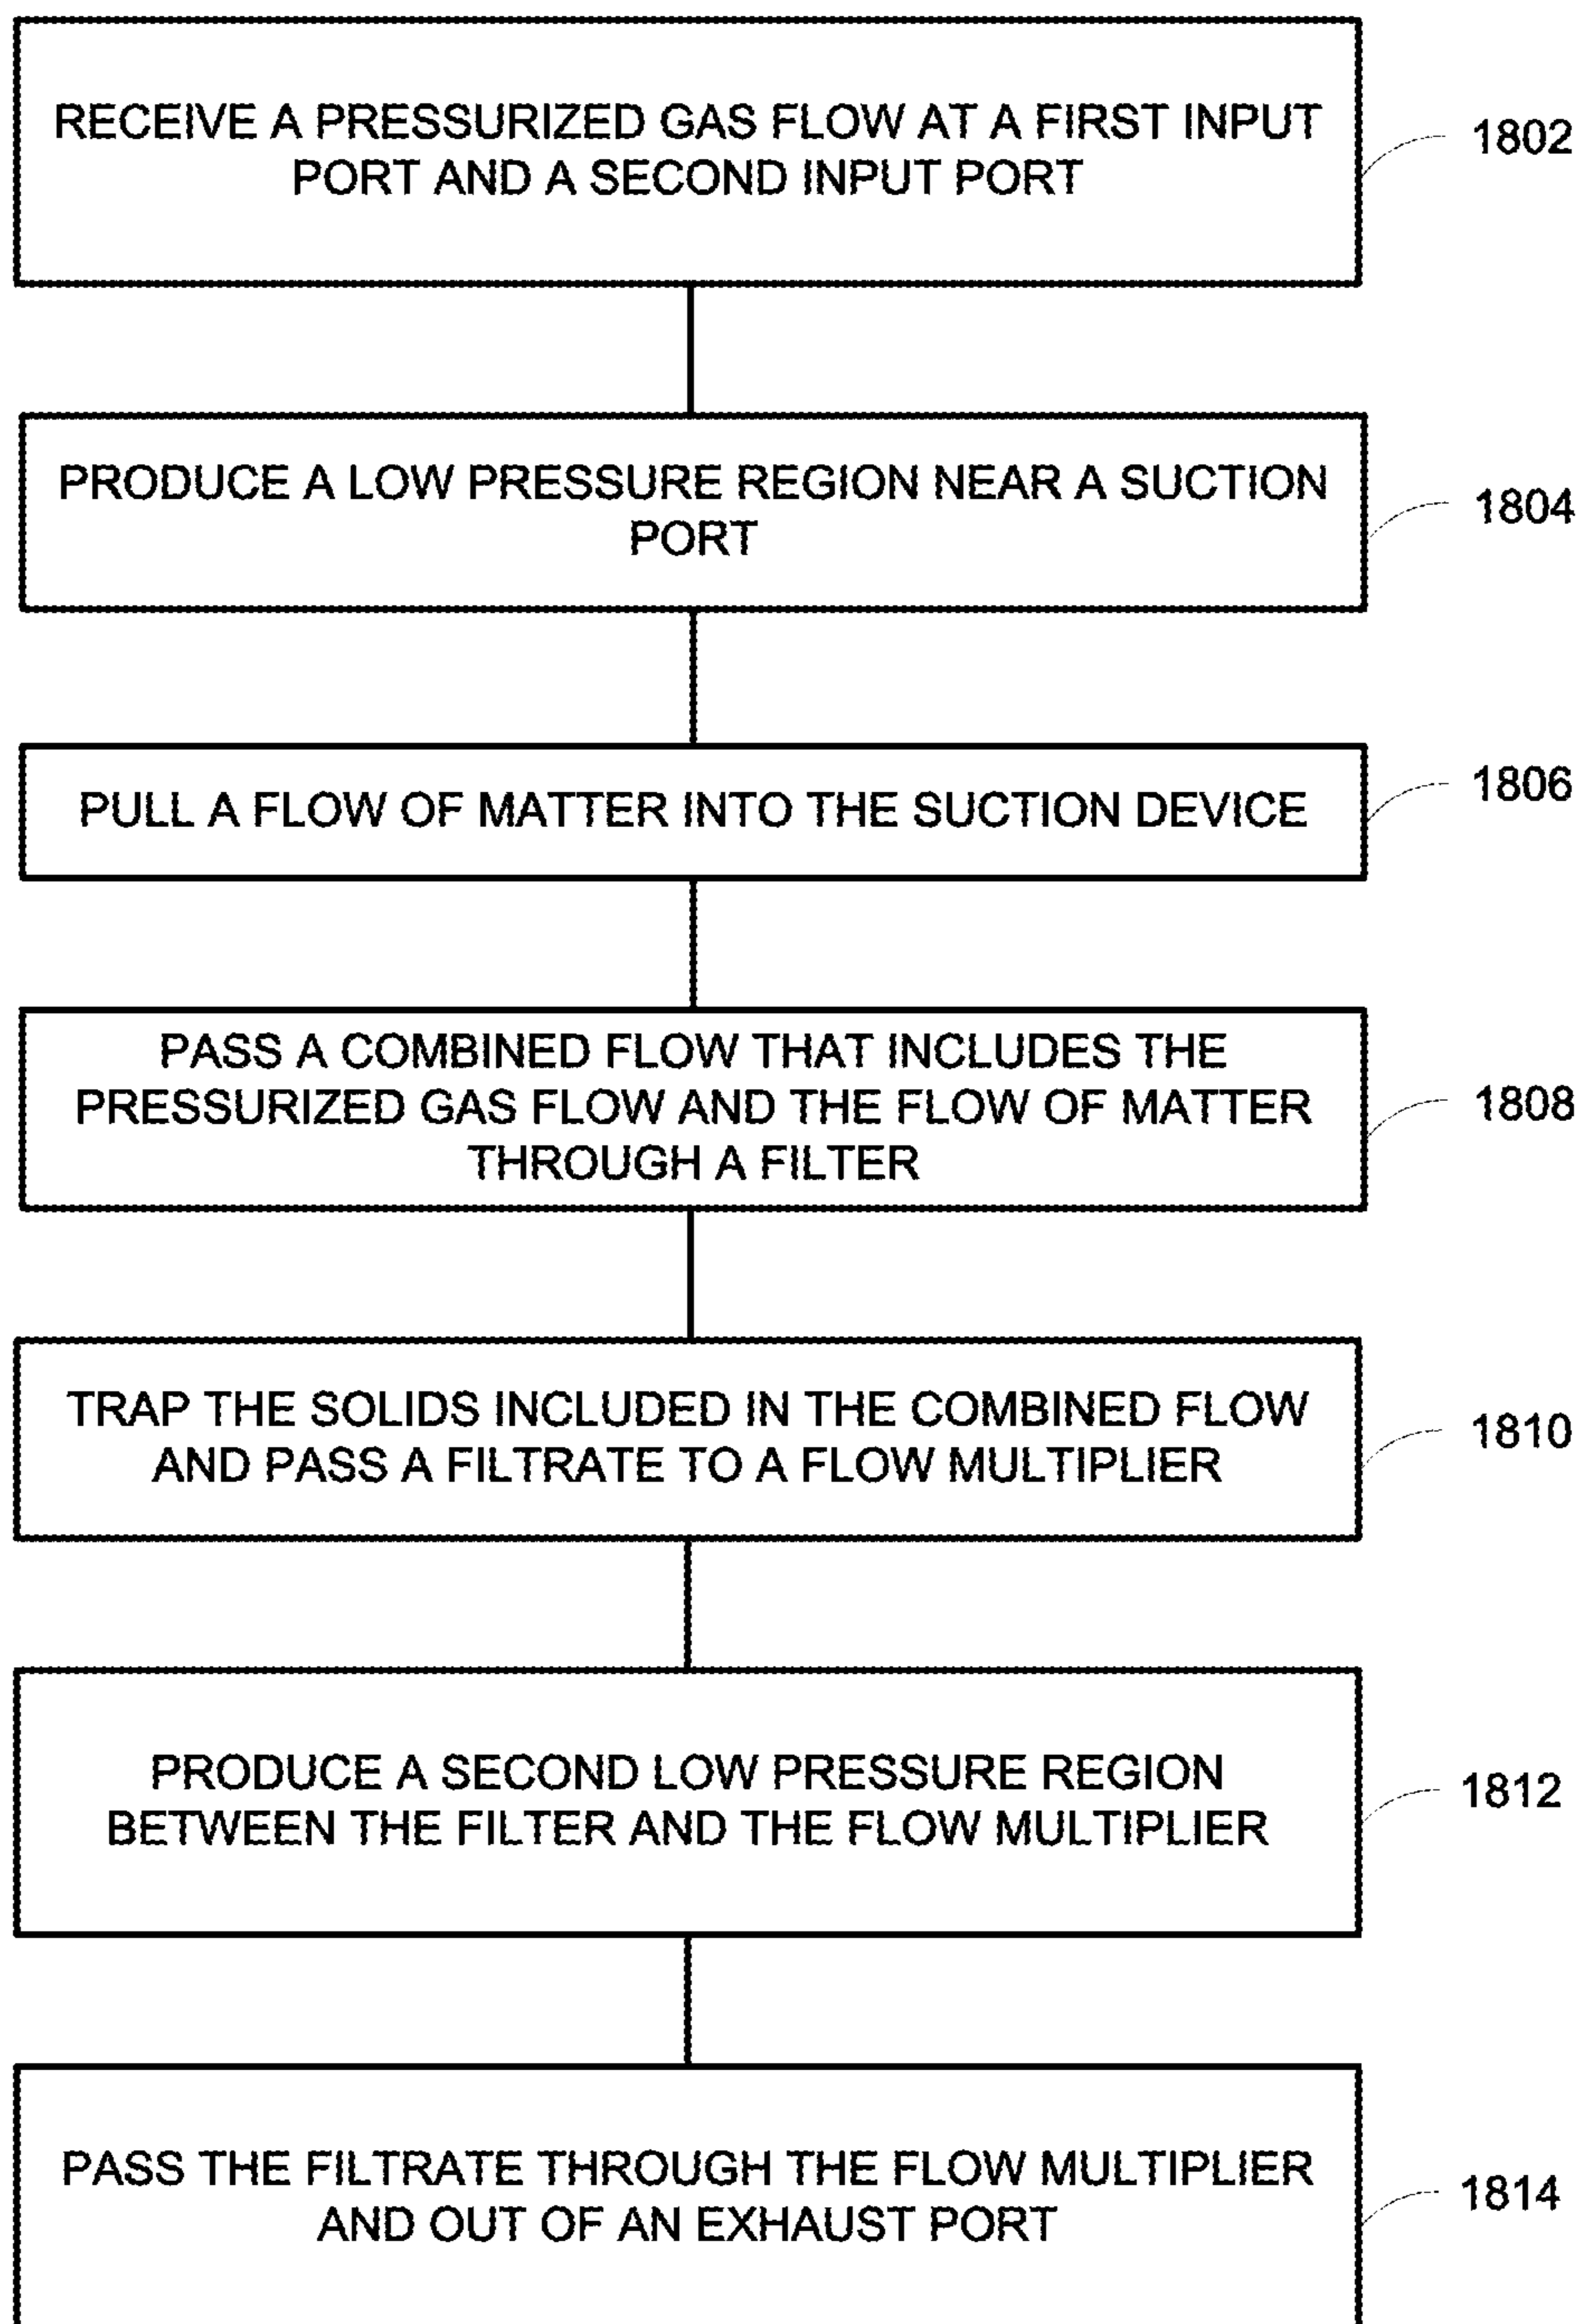 RECEIVE A PRESSURIZED GAS FLOW AT A FIRST INPUT
PORT AND A SECOND INPUT PORT
1802
PRODUCE A LOW PRESSURE REGION NEAR A SUCTION
PORT
1804
PULL A FLOW OF MATTER INTO THE SUCTION DEVICE
1806
PASS A COMBINED FLOW THAT INCLUDES THE
PRESSURIZED GAS FLOW AND THE FLOW OF MATTER
THROUGH A FILTER
1808
TRAP THE SOLIDS INCLUDED IN THE COMBINED FLOW
AND PASS A FILTRATE TO A FLOW MULTIPLIER
1810
PRODUCE A SECOND LOW PRESSURE REGION
BETWEEN THE FILTER AND THE FLOW MULTIPLIER
1812
PASS THE FILTRATE THROUGH THE FLOW MULTIPLIER
AND OUT OF AN EXHAUST PORT
1814